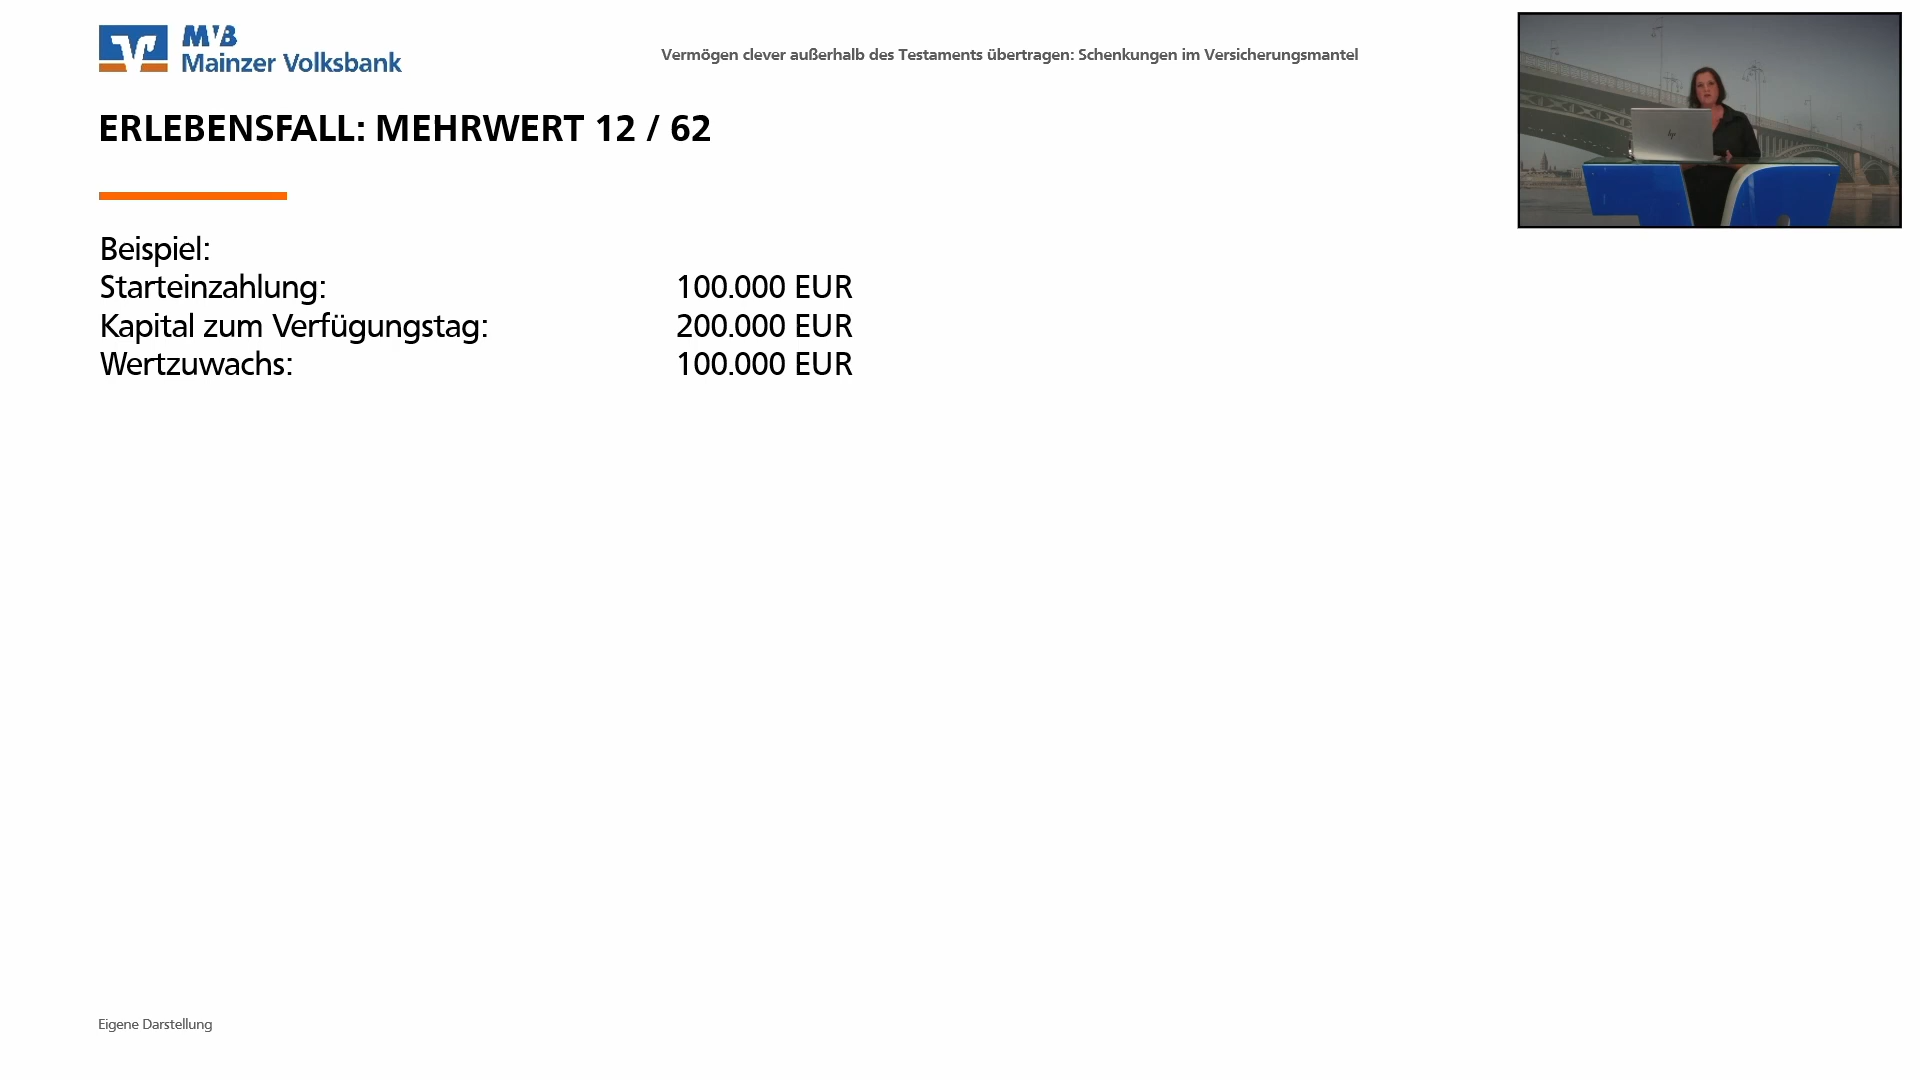 MVB
Mainzer Volksbank
Vermögen clever außerhalb des Testaments übertragen: Schenkungen im Versicherungsmantel
ERLEBENSFALL: MEHRWERT 12 / 62
Beispiel:
Starteinzahlung: 100.000 EUR
Kapital zum Verfügungstag: 200.000 EUR
Wertzuwachs: 100.000 EUR
Eigene Darstellung
hp